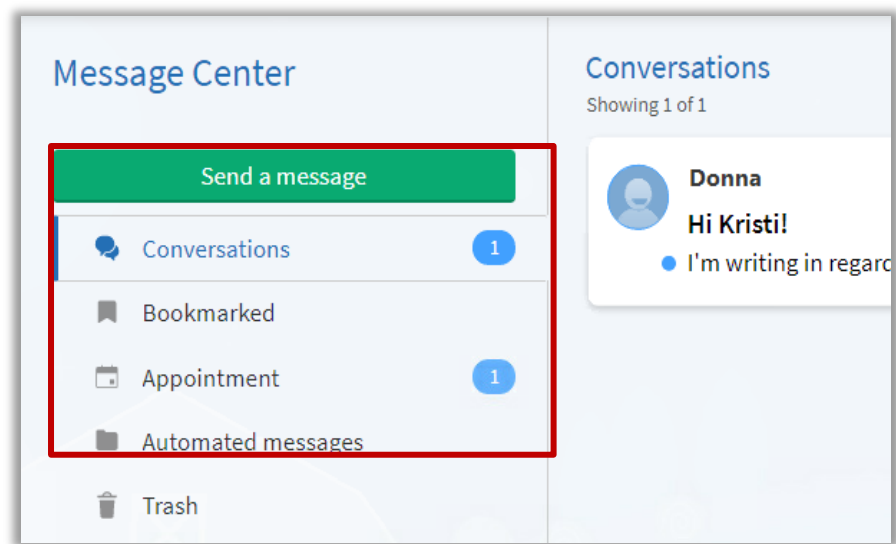 Message Center
Send a message
Conversations 1
Bookmarked
Appointment 1
Automated messages
Trash
Conversations
Showing 1 of 1
Donna
Hi Kristi!
I'm writing in regard